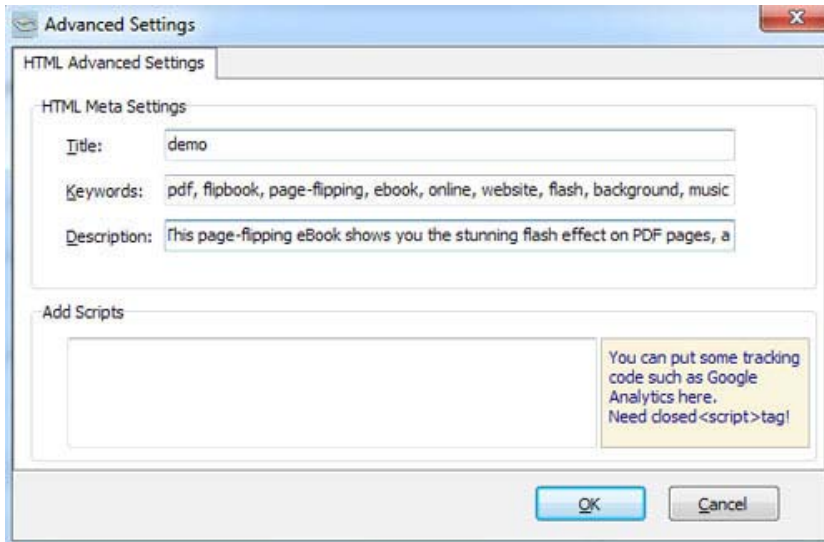 Advanced Settings
HTML Advanced Settings
HTML Meta Settings
Title: demo
Keywords: pdf, flipbook, page-flipping, ebook, online, website, flash, background, music
Description: This page-flipping eBook shows you the stunning flash effect on PDF pages, a
Add Scripts
You can put some tracking
code such as Google
Analytics here.
Need closed<script>tag!
OK Cancel